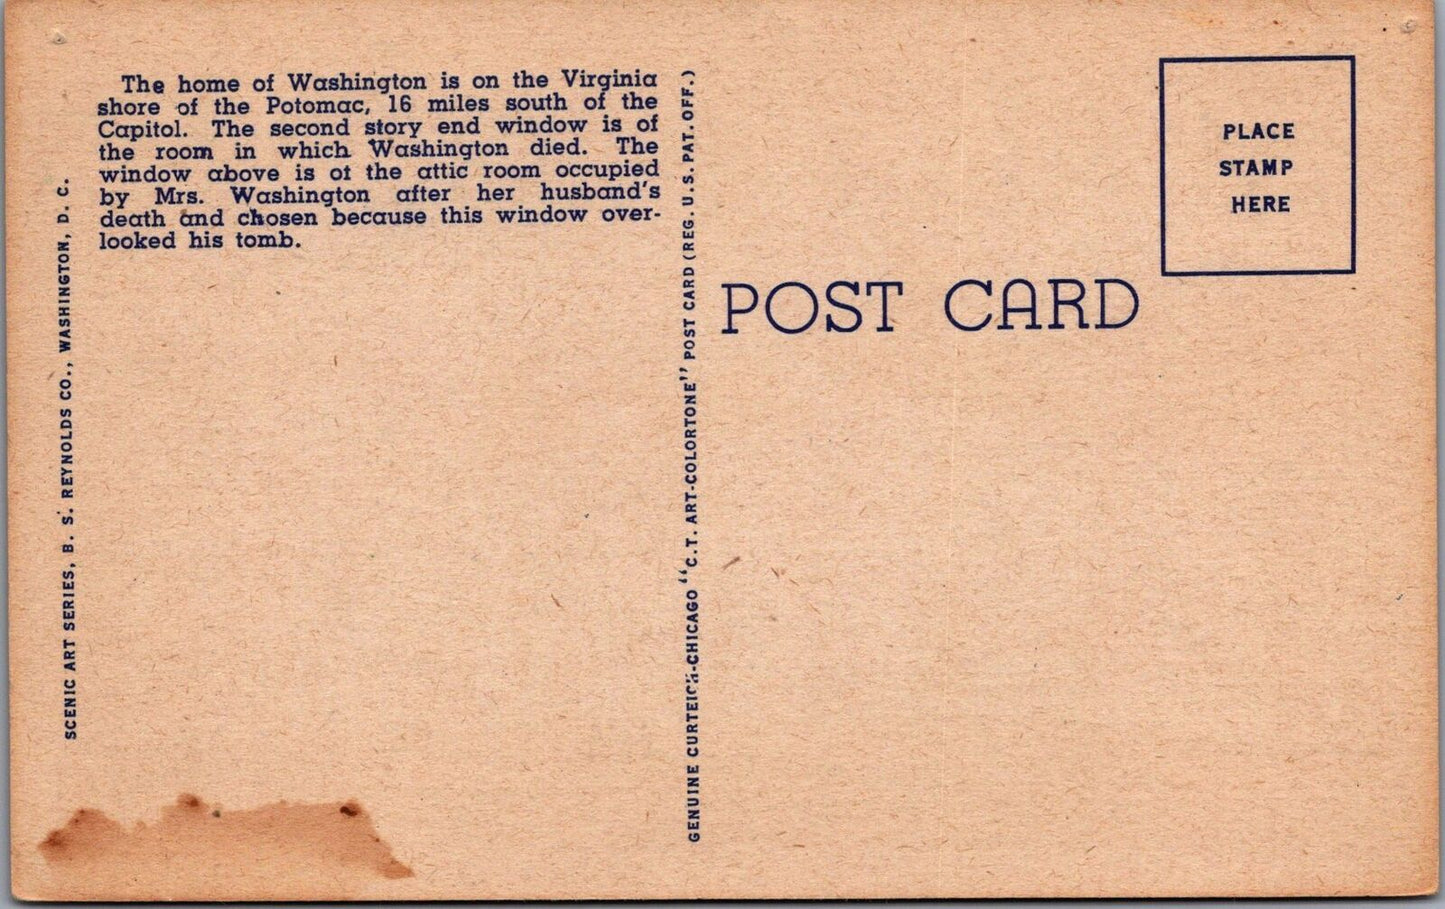 The home of Washington is on the Virginia
shore of the Potomac, 16 miles south of the
Capitol. The second story end window is of
the room in which Washington died. The
window above is of the attic room occupied
by Mrs. Washington after her husband's
death and chosen because this window over-
looked his tomb.
SCENIC ART SERIES, B. S. REYNOLDS CO., WASHINGTON, D. C.
GENUINE CURTEICH-CHICAGO "C.T. ART-COLORTONE" POST CARD (REG. U.S. PAT. OFF.)
POST CARD
PLACE
STAMP
HERE